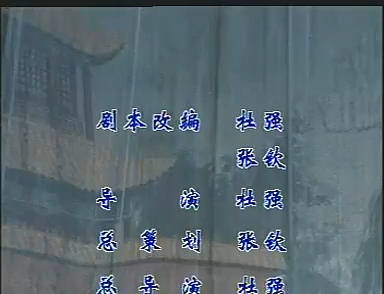 剧本改编 杜强
张钦
导演 杜强
总策划 张钦
总导演 杜强